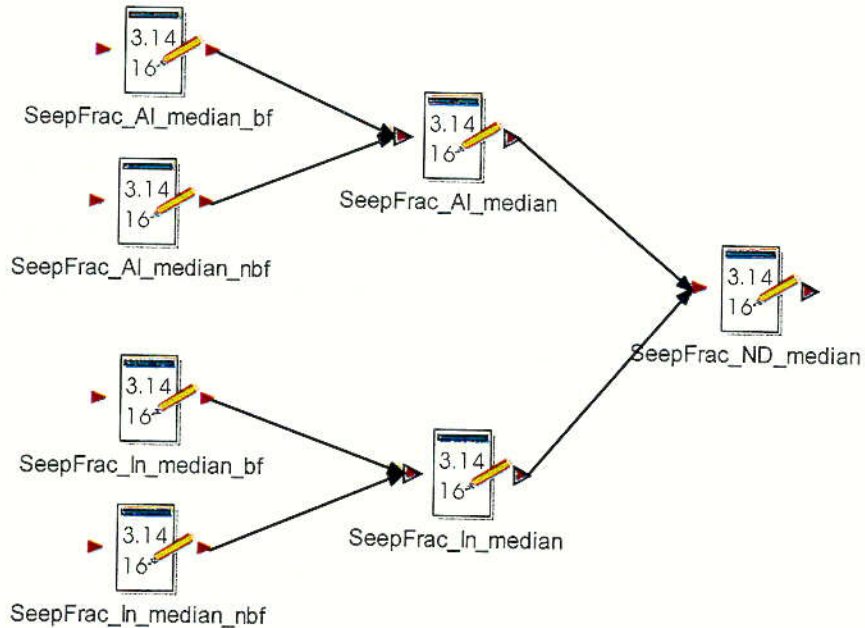 3.14
16
SeepFrac_Al_median_bf
3.14
16
SeepFrac_Al_median
3.14
16
SeepFrac_Al_median_nbf
3.14
16
SeepFrac_ND_median
3.14
16
SeepFrac_In_median_bf
3.14
16
SeepFrac_In_median
3.14
16
SeepFrac_In_median_nbf